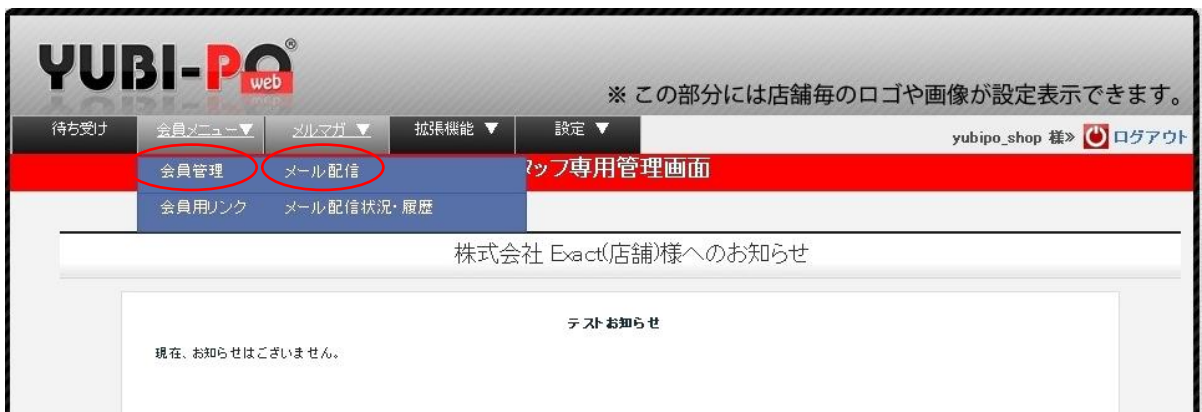 YUBI-PO®
web
※ この部分には店舗毎のロゴや画像が設定表示できます。
待ち受け 会員メニュー▼ メルマガ ▼ 拡張機能 ▼ 設定 ▼ yubipo_shop 様» ログアウト
会員管理 メール配信 タッフ専用管理画面
会員用リンク メール配信状況・履歴
株式会社 Exact(店舗)様へのお知らせ
テストお知らせ
現在、お知らせはございません。